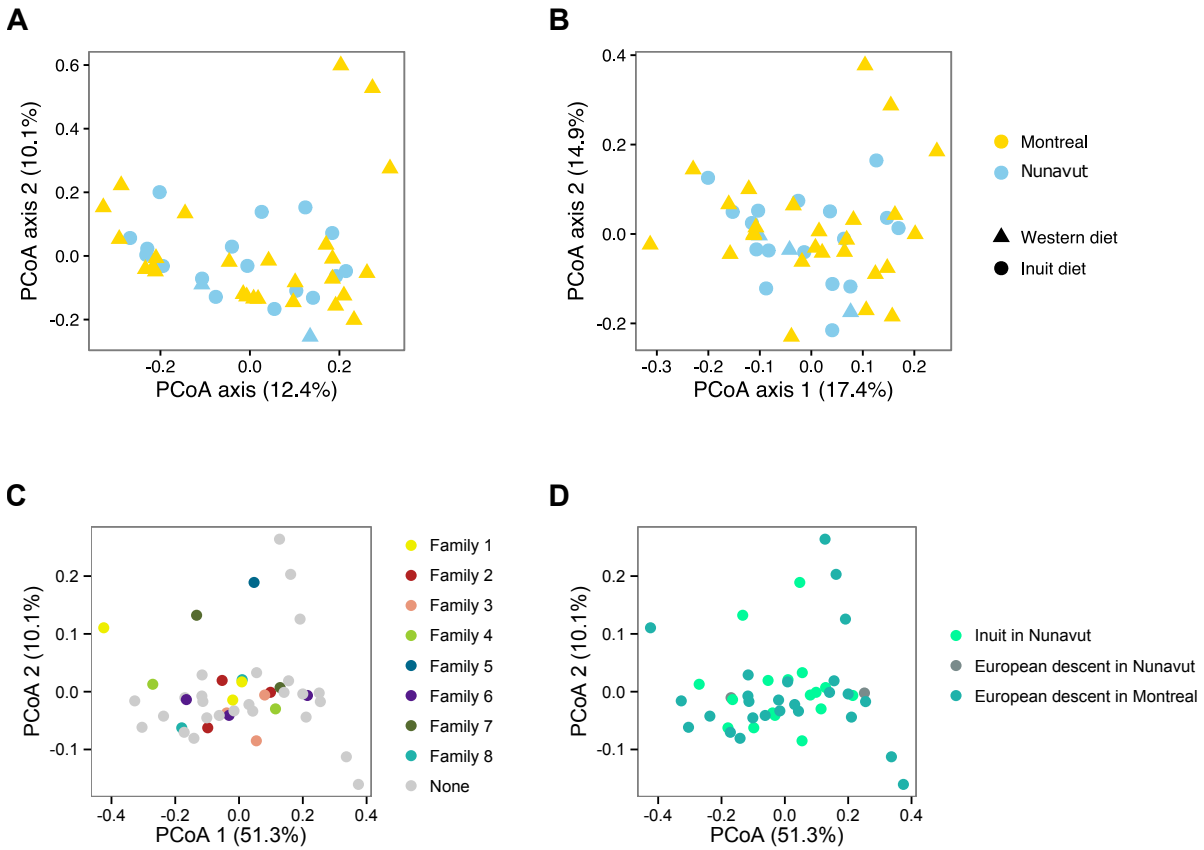 A
0.6
0.4
0.2
0.0
-0.2
PCoA axis 2 (10.1%)
-0.2
0.0
0.2
PCoA axis (12.4%)
B
0.4
0.2
0.0
-0.2
PCoA axis 2 (14.9%)
-0.3
-0.2
-0.1
0.0
0.1
0.2
PCoA axis 1 (17.4%)
Montreal
Nunavut
Western diet
Inuit diet
C
0.2
0.1
0.0
-0.1
PCoA 2 (10.1%)
-0.4
-0.2
0.0
0.2
0.4
PCoA 1 (51.3%)
Family 1
Family 2
Family 3
Family 4
Family 5
Family 6
Family 7
Family 8
None
D
0.2
0.1
0.0
-0.1
PCoA 2 (10.1%)
-0.4
-0.2
0.0
0.2
0.4
PCoA (51.3%)
Inuit in Nunavut
European descent in Nunavut
European descent in Montreal